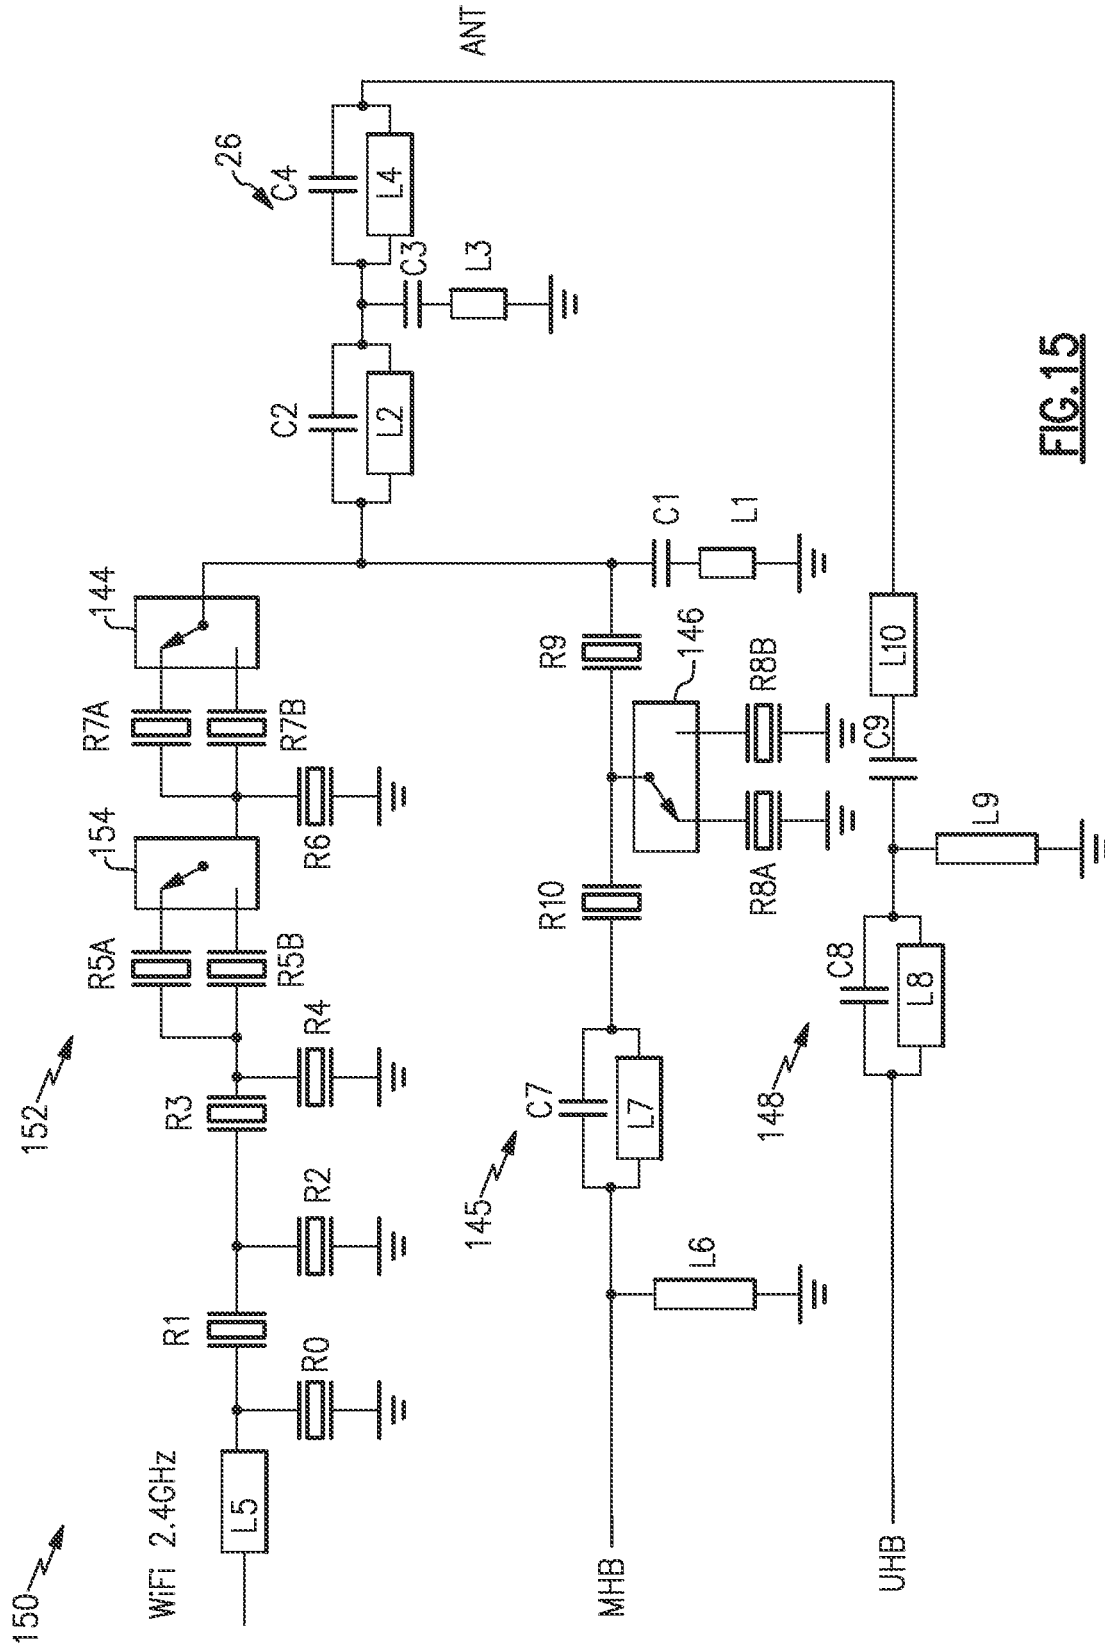 150
WiFi 2.4GHz
L5
R0
R1
R2
152
R3
R4
R5A
R5B
154
R6
R7A
R7B
144
C2
L2
26
C4
L4
C3
L3
ANT
MHB
L6
145
C7
L7
R10
R9
146
R8A
R8B
C1
L1
UHB
148
C8
L8
L9
C9
L10
FIG.15